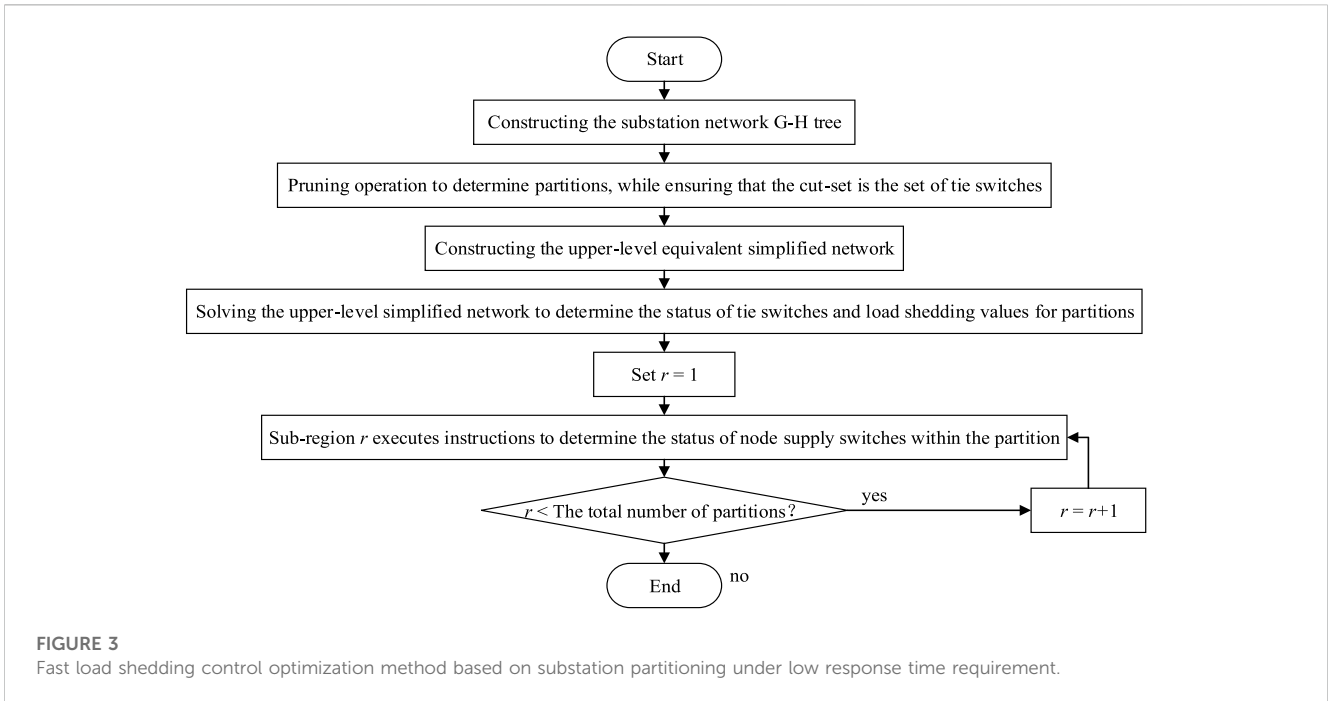 Start
Constructing the substation network G-H tree
Pruning operation to determine partitions, while ensuring that the cut-set is the set of tie switches
Constructing the upper-level equivalent simplified network
Solving the upper-level simplified network to determine the status of tie switches and load shedding values for partitions
Set r = 1
Sub-region r executes instructions to determine the status of node supply switches within the partition
r < The total number of partitions?
yes
r = r+1
End
no
FIGURE 3
Fast load shedding control optimization method based on substation partitioning under low response time requirement.